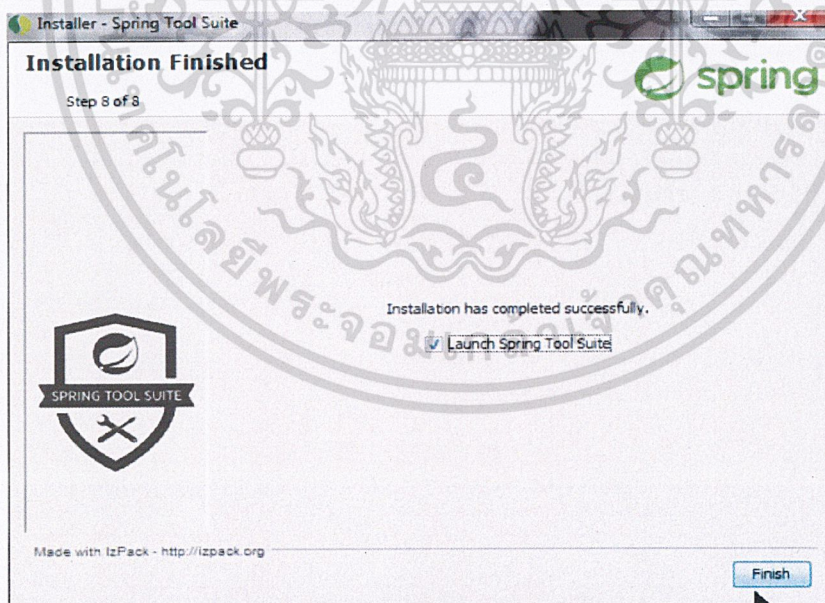 Installer - Spring Tool Suite
Installation Finished
spring
Step 8 of 8
Installation has completed successfully.
Launch Spring Tool Suite
SPRING TOOL SUITE
Made with IzPack - http://izpack.org
Finish